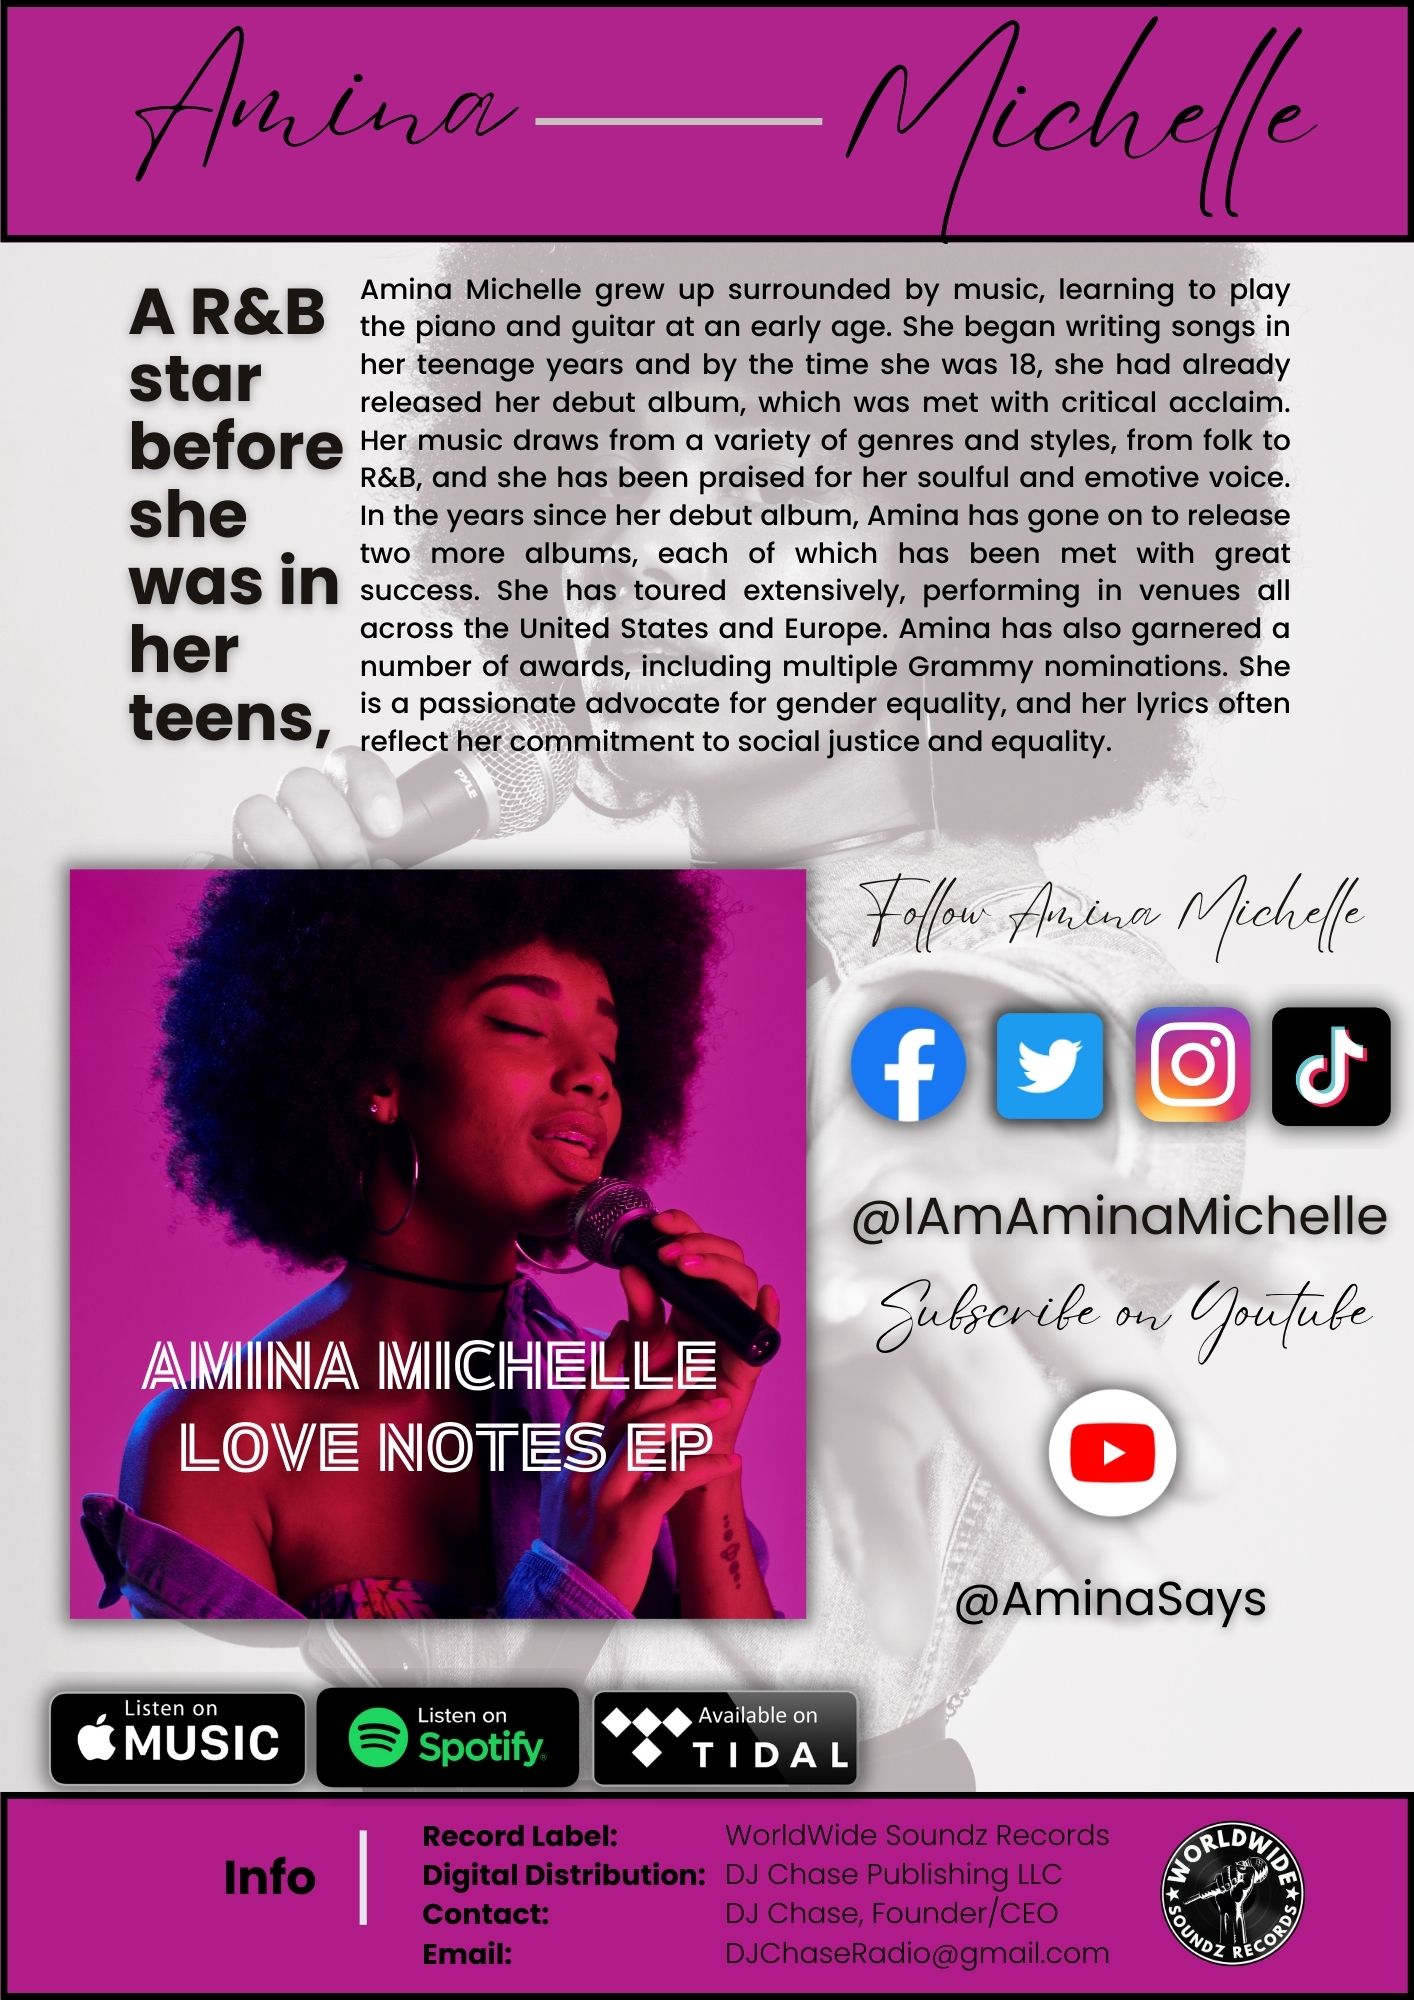 Amina Michelle
A R&B
star
before
she
was in
her
teens,
Amina Michelle grew up surrounded by music, learning to play
the piano and guitar at an early age. She began writing songs in
her teenage years and by the time she was 18, she had already
released her debut album, which was met with critical acclaim.
Her music draws from a variety of genres and styles, from folk to
R&B, and she has been praised for her soulful and emotive voice.
In the years since her debut album, Amina has gone on to release
two more albums, each of which has been met with great
success. She has toured extensively, performing in venues all
across the United States and Europe. Amina has also garnered a
number of awards, including multiple Grammy nominations. She
is a passionate advocate for gender equality, and her lyrics often
reflect her commitment to social justice and equality.
PYLE
AMINA MICHELLE
LOVE NOTES EP
Follow Amina Michelle
@IAmAminaMichelle
Subscribe on Youtube
@AminaSays
Listen on
MUSIC
Listen on
Spotify
Available on
TIDAL
Info
Record Label: WorldWide Soundz Records
Digital Distribution: DJ Chase Publishing LLC
Contact: DJ Chase, Founder/CEO
Email: DJChaseRadio@gmail.com
WORLDWIDE
SOUNDZ RECORDS